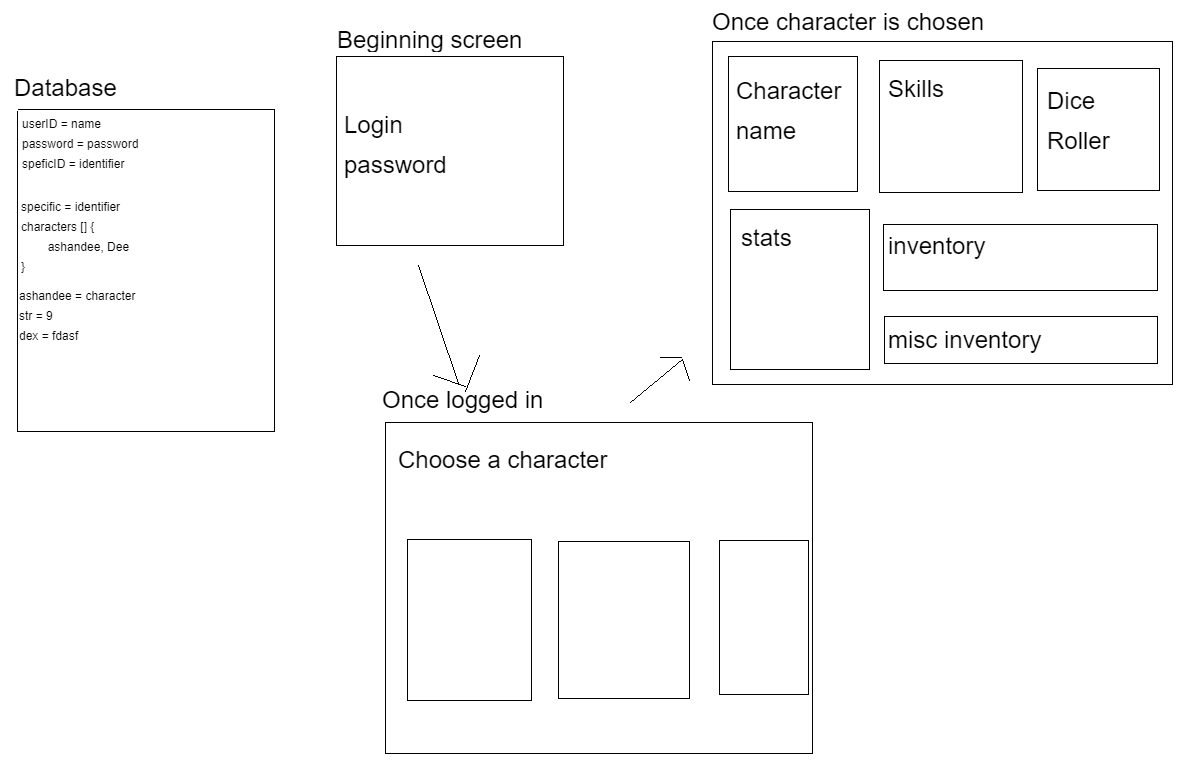 Database
userID = name
password = password
speficID = identifier
specific = identifier
characters [] {
ashandee, Dee
}
ashandee = character
str = 9
dex = fdasf
Beginning screen
Login
password
Once logged in
Choose a character
Once character is chosen
Character
name
Skills
Dice
Roller
stats
inventory
misc inventory